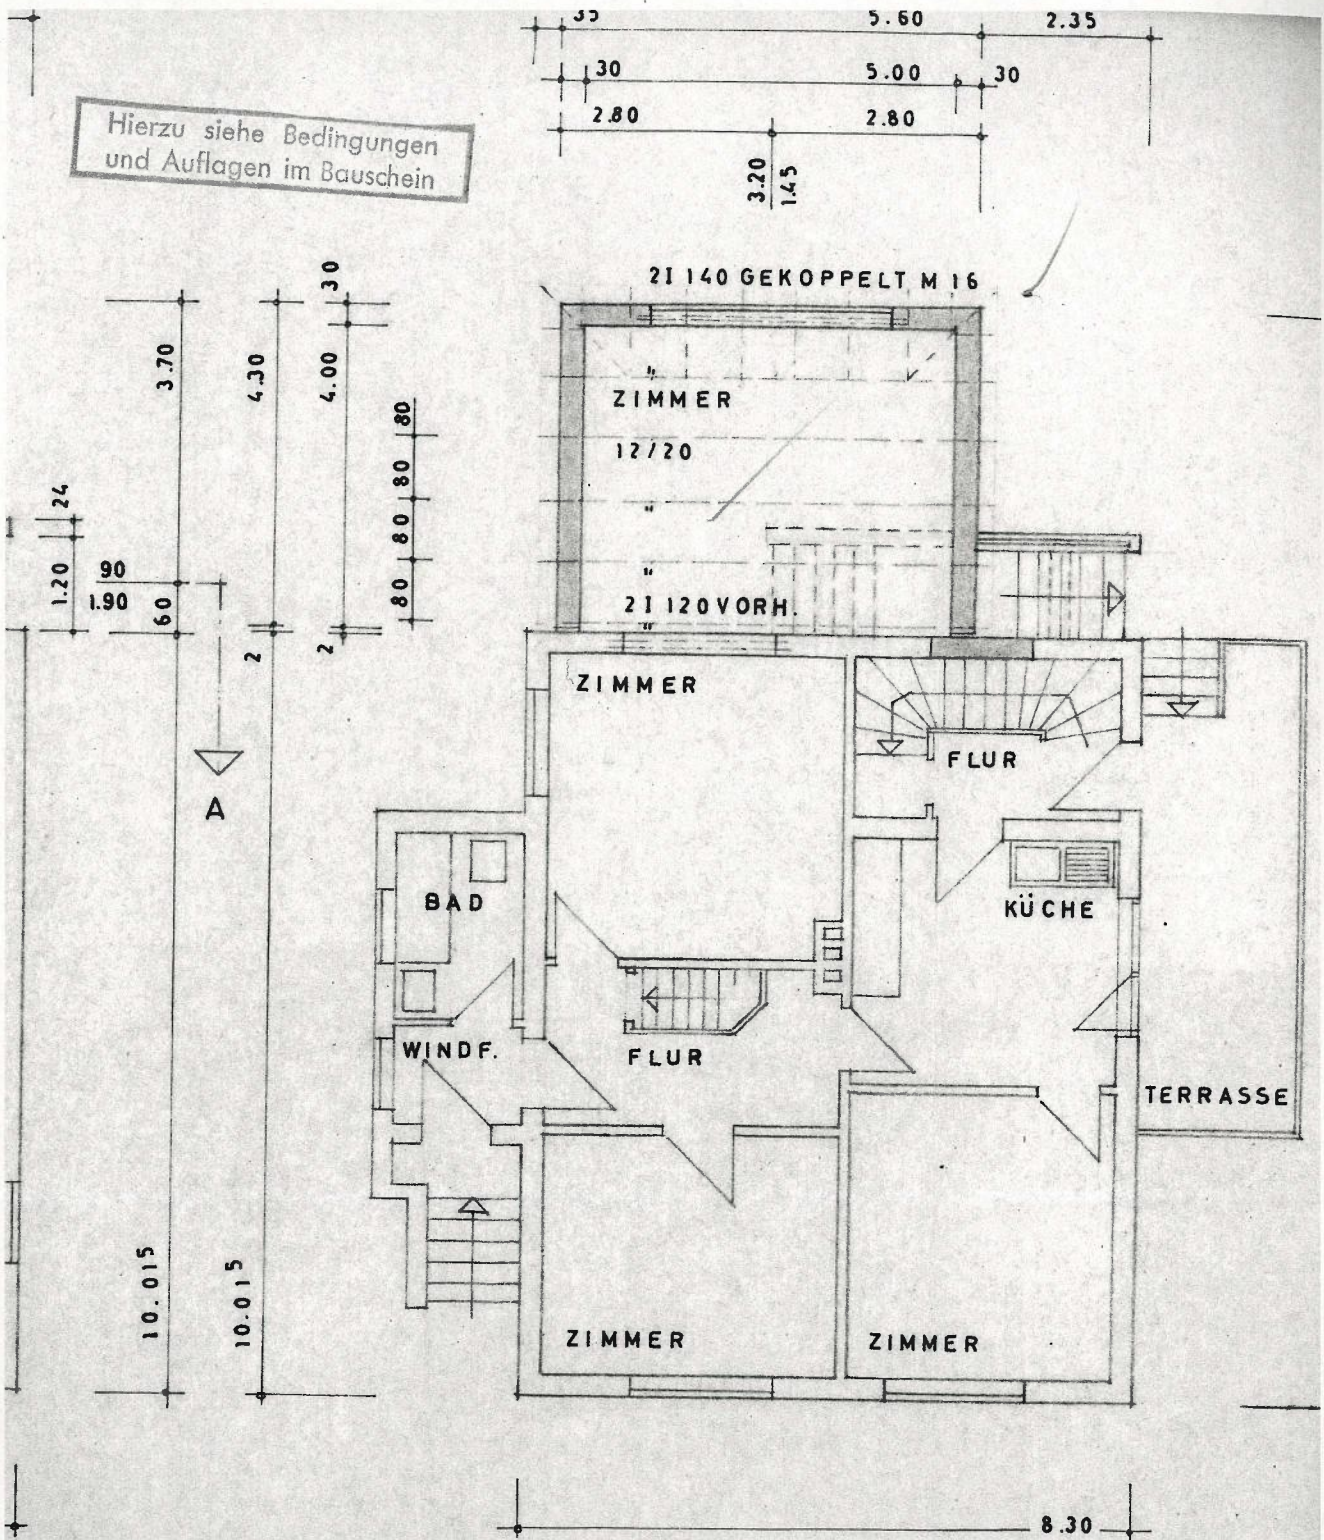 35 5.60 2.35
30 5.00 30
2.80 2.80
3.20
1.45
Hierzu siehe Bedingungen
und Auflagen im Bauschein
2I 140 GEKOPPELT M 16
30
3.70
4.30
4.00
"
ZIMMER
12/20
"
"
2I 120 VORH.
"
80
80
80
80
24
1.20
90
1.90
60
2
2
A
ZIMMER
FLUR
BAD
KÜCHE
WINDF.
FLUR
TERRASSE
10.015
10.015
ZIMMER
ZIMMER
8.30